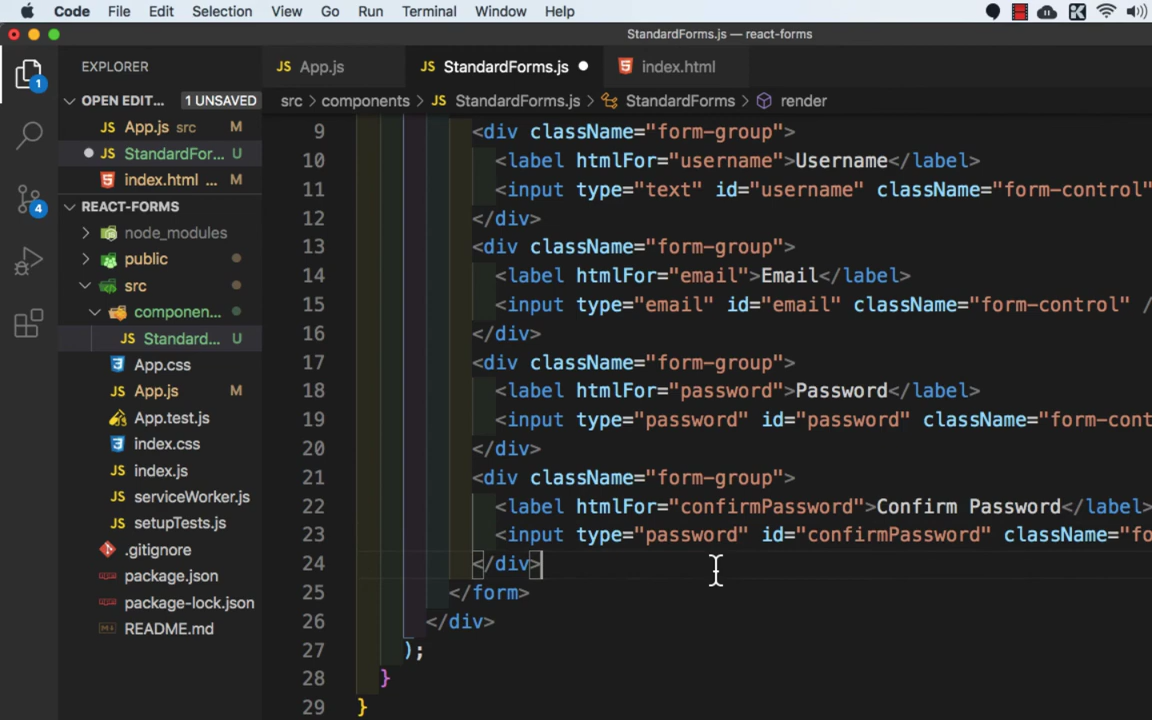 Code File Edit Selection View Go Run Terminal Window Help
StandardForms.js — react-forms
EXPLORER
App.js
StandardForms.js
index.html
OPEN EDIT... 1 UNSAVED
App.js src M
StandardFor... U
index.html ... M
REACT-FORMS
node_modules
public
src
componen...
Standard... U
App.css
App.js M
App.test.js
index.css
index.js
serviceWorker.js
setupTests.js
.gitignore
package.json
package-lock.json
README.md
1
4
src > components > JS StandardForms.js > StandardForms > render
9 <div className="form-group">
10 <label htmlFor="username">Username</label>
11 <input type="text" id="username" className="form-control"
12 </div>
13 <div className="form-group">
14 <label htmlFor="email">Email</label>
15 <input type="email" id="email" className="form-control" /
16 </div>
17 <div className="form-group">
18 <label htmlFor="password">Password</label>
19 <input type="password" id="password" className="form-cont
20 </div>
21 <div className="form-group">
22 <label htmlFor="confirmPassword">Confirm Password</label>
23 <input type="password" id="confirmPassword" className="fo
24 </div>
25 </form>
26 </div>
27 );
28 }
29 }